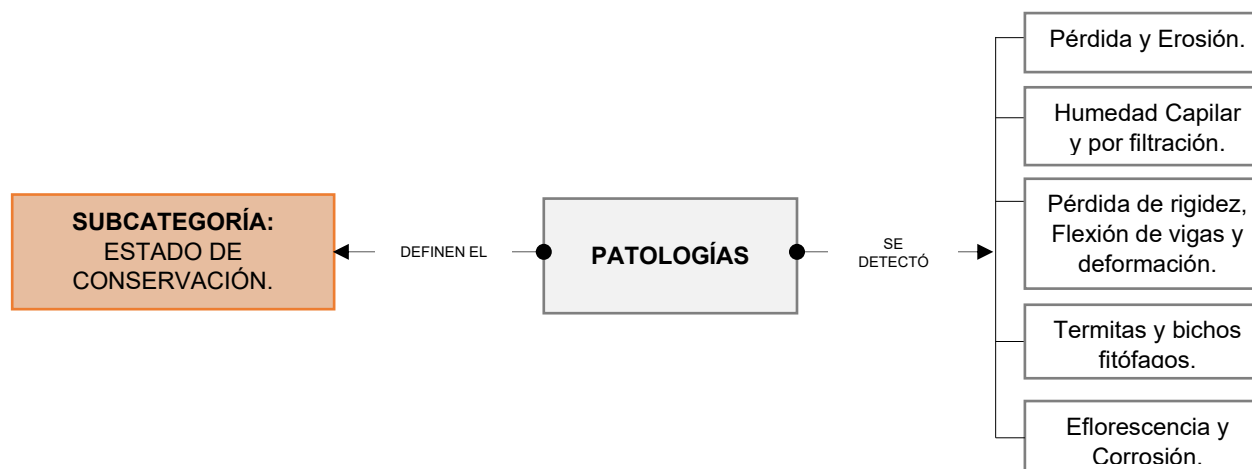 SUBCATEGORÍA:
ESTADO DE
CONSERVACIÓN.
DEFINEN EL
PATOLOGÍAS
SE
DETECTÓ
Pérdida y Erosión.
Humedad Capilar
y por filtración.
Pérdida de rigidez,
Flexión de vigas y
deformación.
Termitas y bichos
fitófagos.
Eflorescencia y
Corrosión.